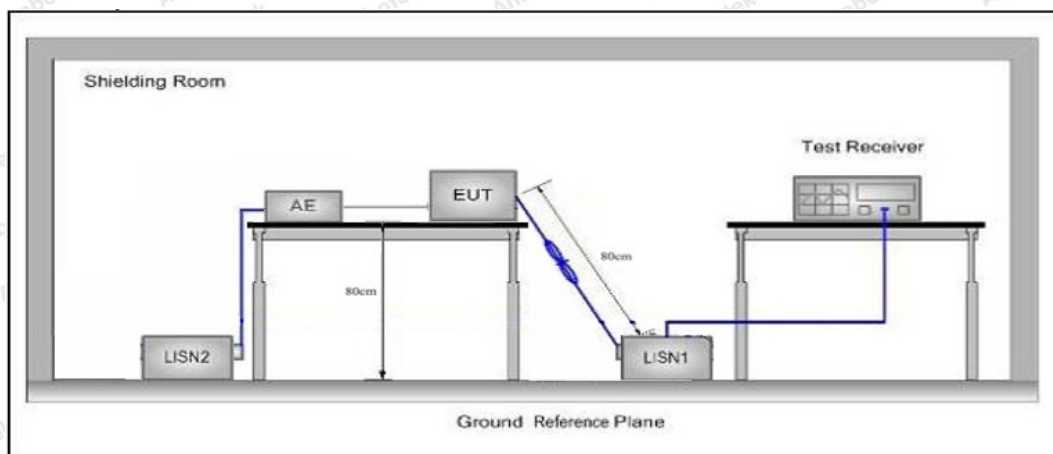 Shielding Room
Test Receiver
AE
EUT
80cm
80cm
LISN2
LISN1
Ground Reference Plane